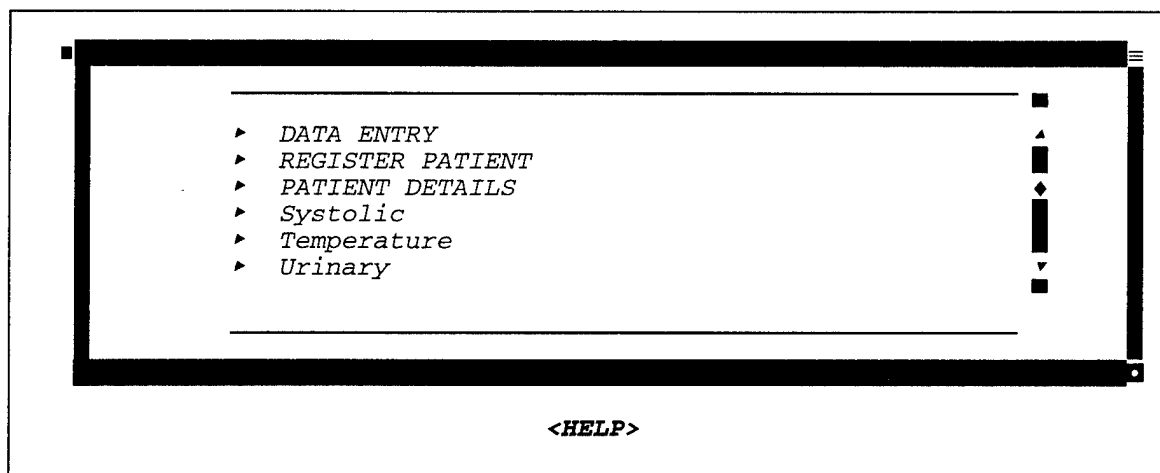 DATA ENTRY
REGISTER PATIENT
PATIENT DETAILS
Systolic
Temperature
Urinary
<HELP>